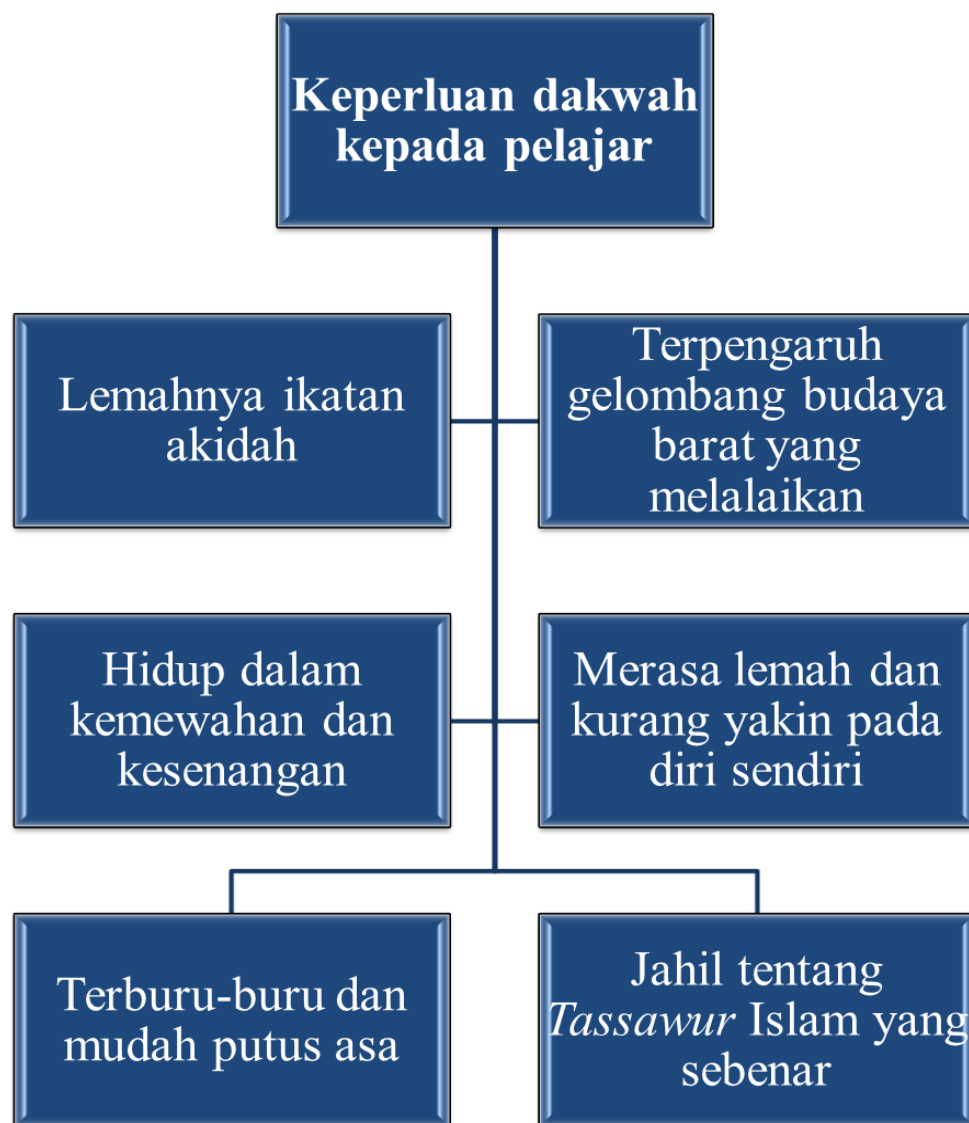 Keperluan dakwah
kepada pelajar
Lemahnya ikatan
akidah
Terpengaruh
gelombang budaya
barat yang
melalaikan
Hidup dalam
kemewahan dan
kesenangan
Merasa lemah dan
kurang yakin pada
diri sendiri
Terburu-buru dan
mudah putus asa
Jahil tentang
Tassawur Islam yang
sebenar